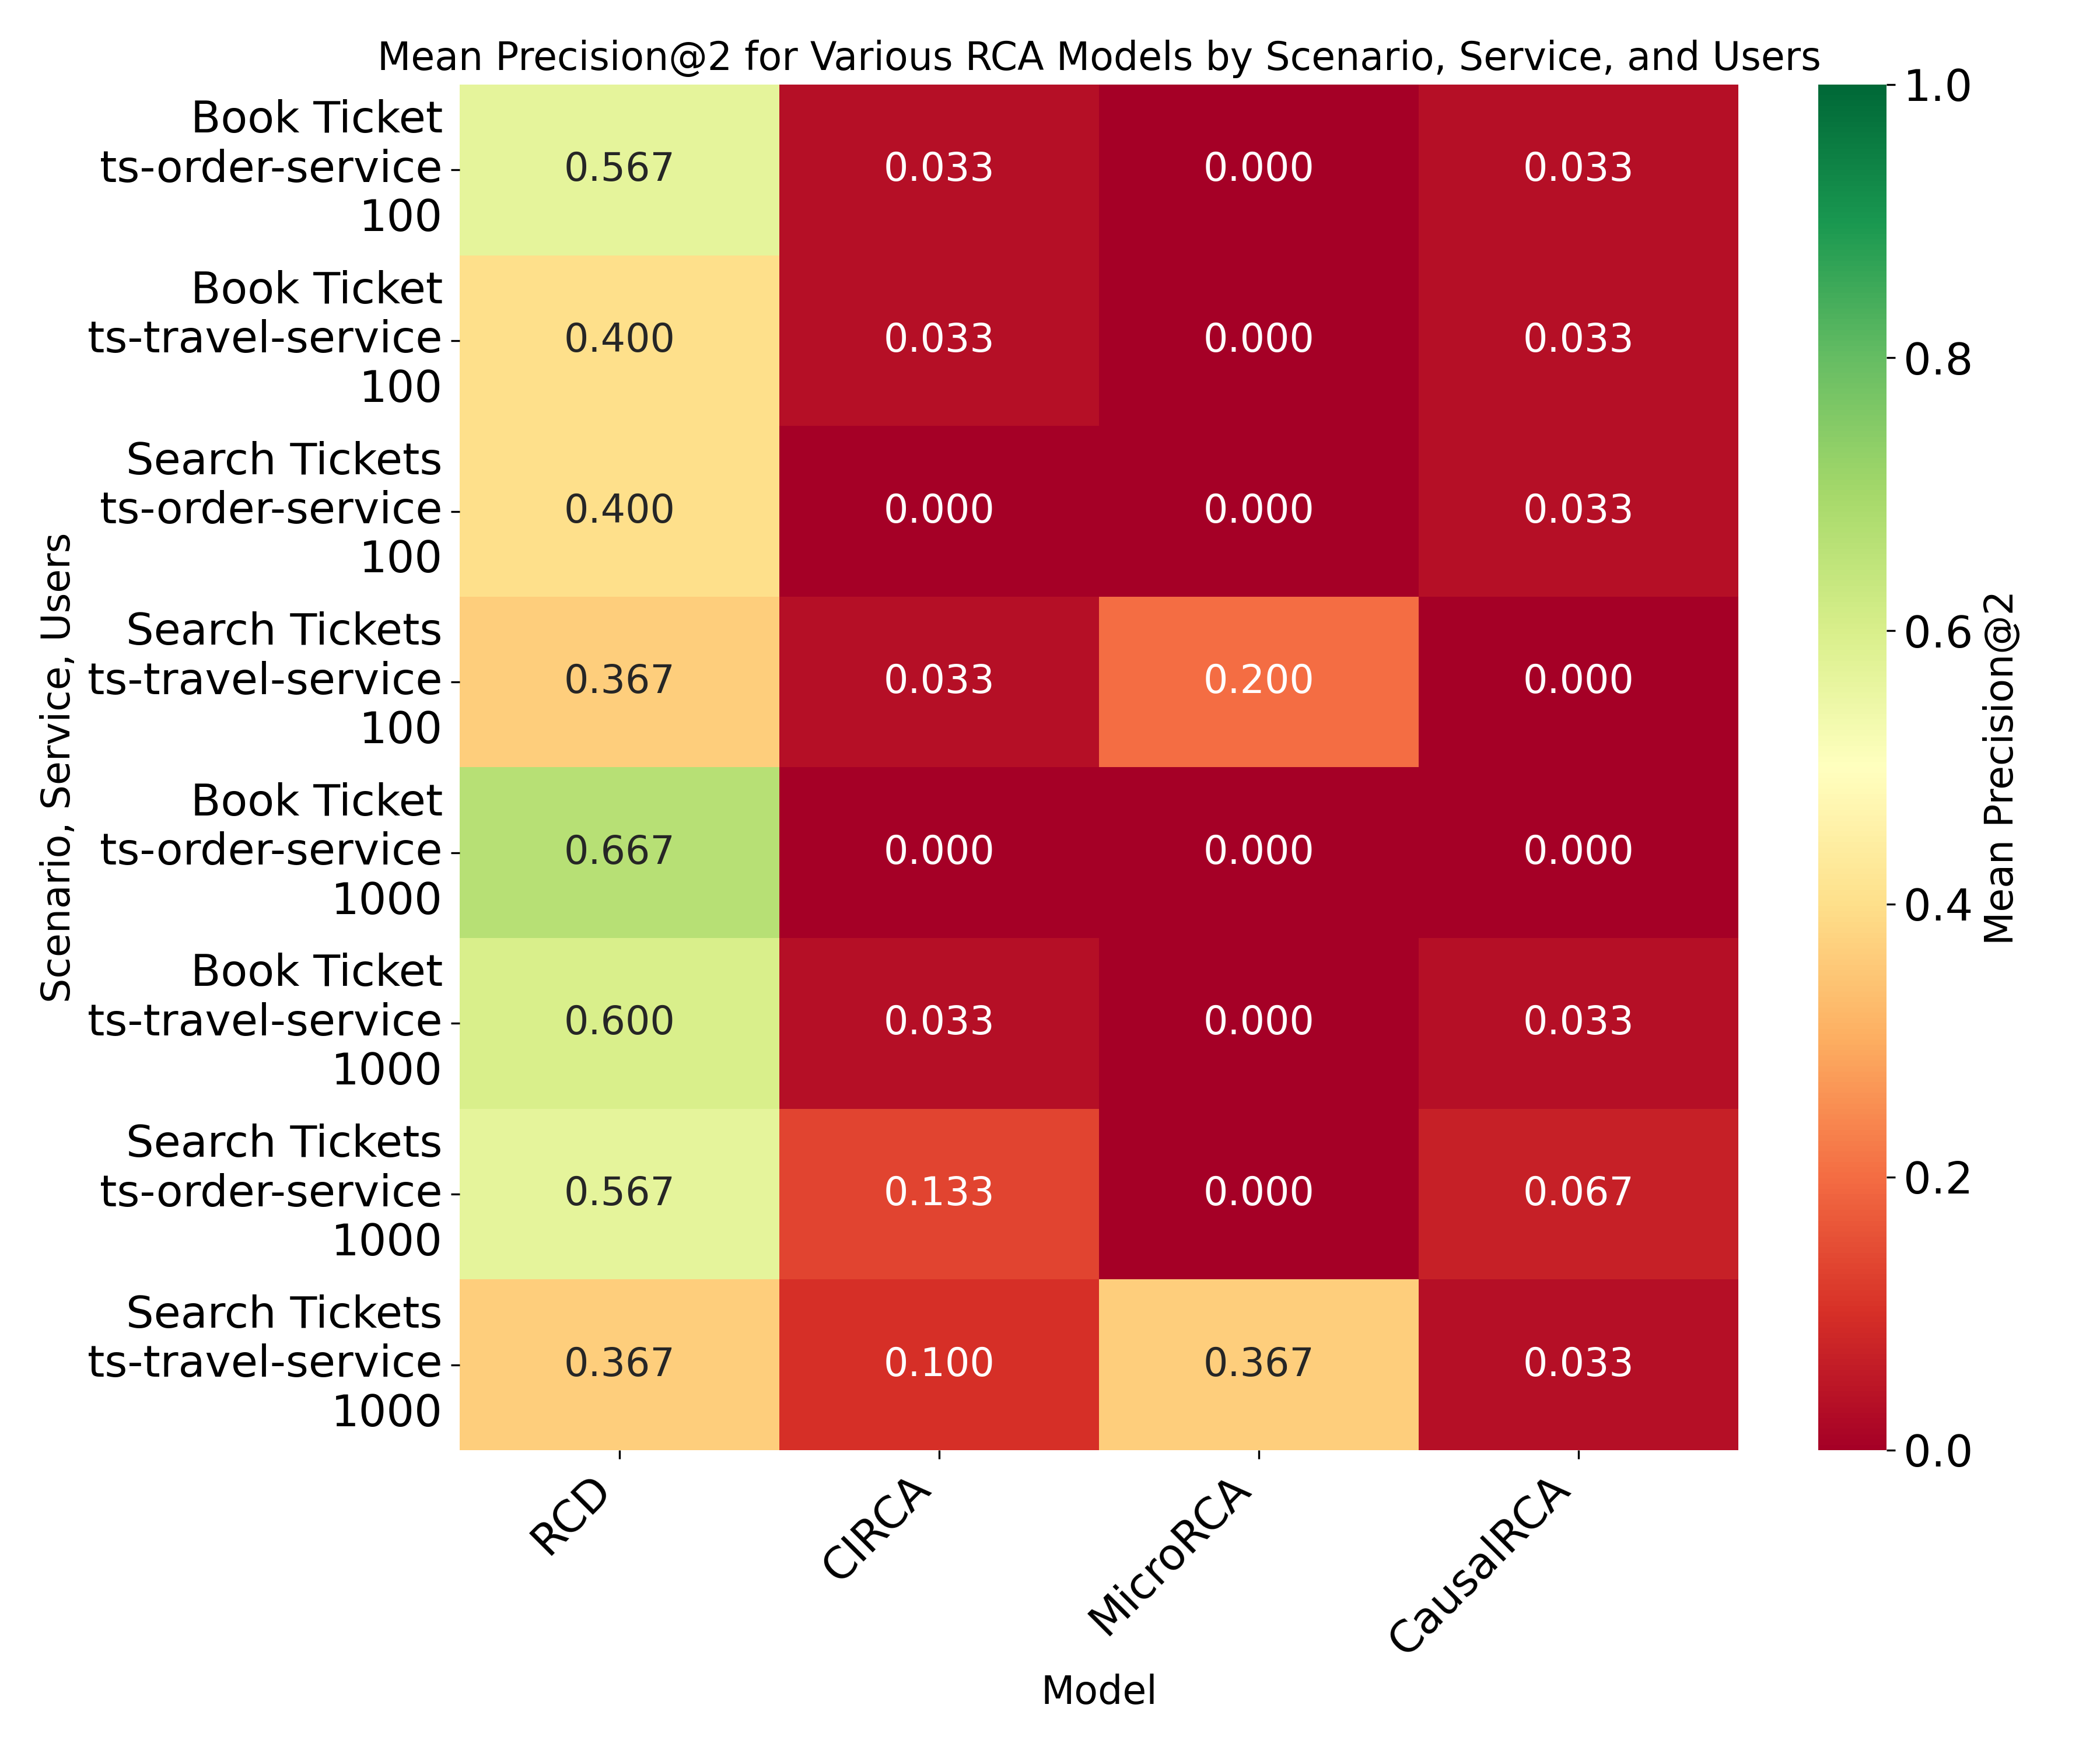 Mean Precision@2 for Various RCA Models by Scenario, Service, and Users
Scenario, Service, Users
Book Ticket
ts-order-service
100
0.567 0.033 0.000 0.033
Book Ticket
ts-travel-service
100
0.400 0.033 0.000 0.033
Search Tickets
ts-order-service
100
0.400 0.000 0.000 0.033
Search Tickets
ts-travel-service
100
0.367 0.033 0.200 0.000
Book Ticket
ts-order-service
1000
0.667 0.000 0.000 0.000
Book Ticket
ts-travel-service
1000
0.600 0.033 0.000 0.033
Search Tickets
ts-order-service
1000
0.567 0.133 0.000 0.067
Search Tickets
ts-travel-service
1000
0.367 0.100 0.367 0.033
RCD
CIRCA
MicroRCA
CausalRCA
Model
1.0
0.8
0.6
0.4
0.2
0.0
Mean Precision@2